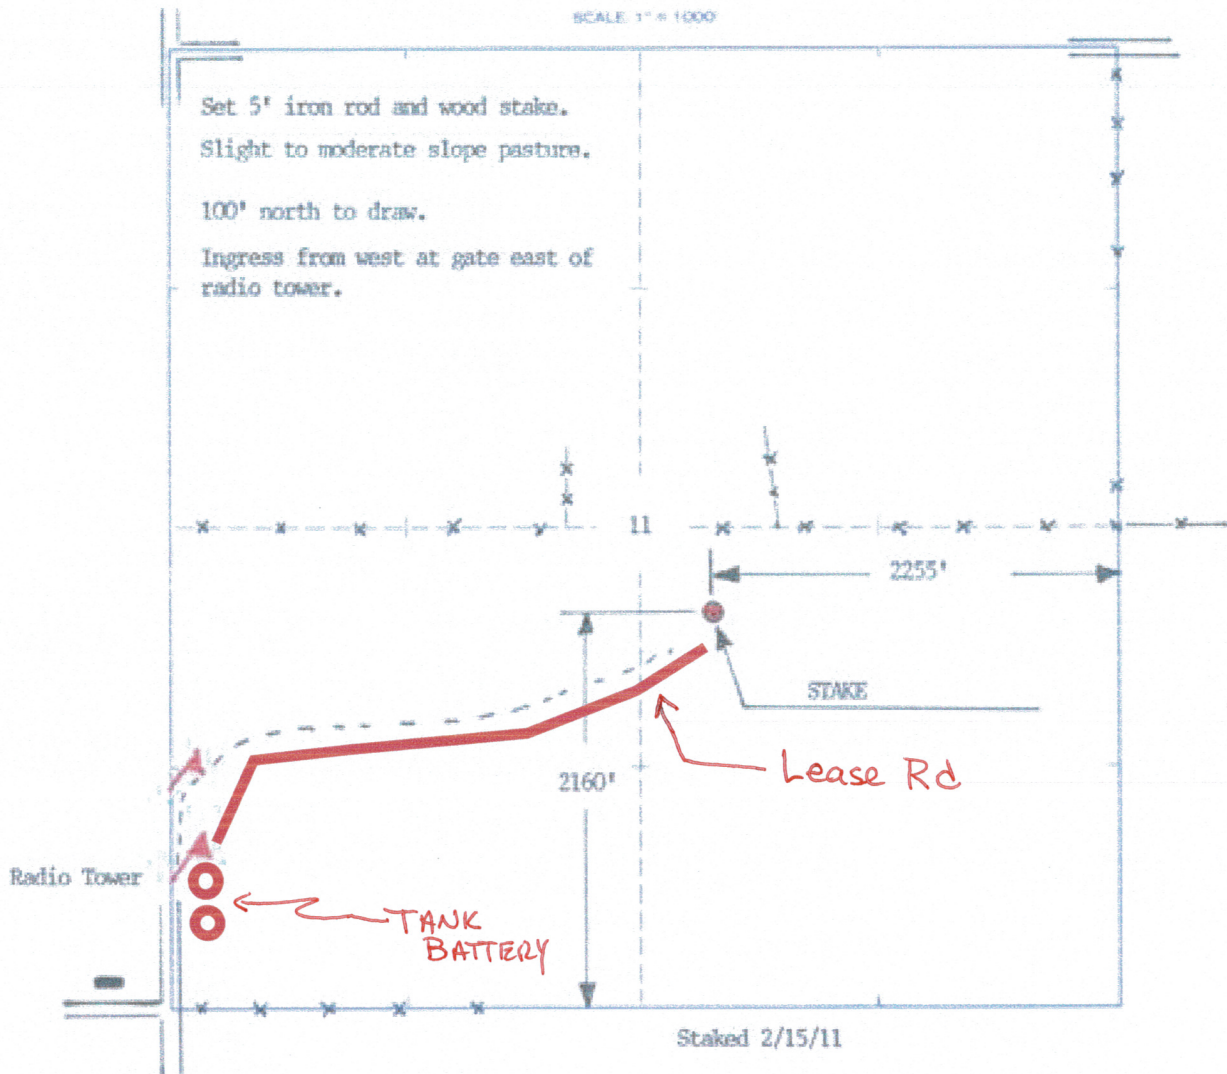 SCALE 1" = 1000'
Set 5' iron rod and wood stake.
Slight to moderate slope pasture.
100' north to draw.
Ingress from west at gate east of
radio tower.
11
2255'
STAKE
2160'
Lease Rd
Radio Tower
TANK
BATTERY
Staked 2/15/11